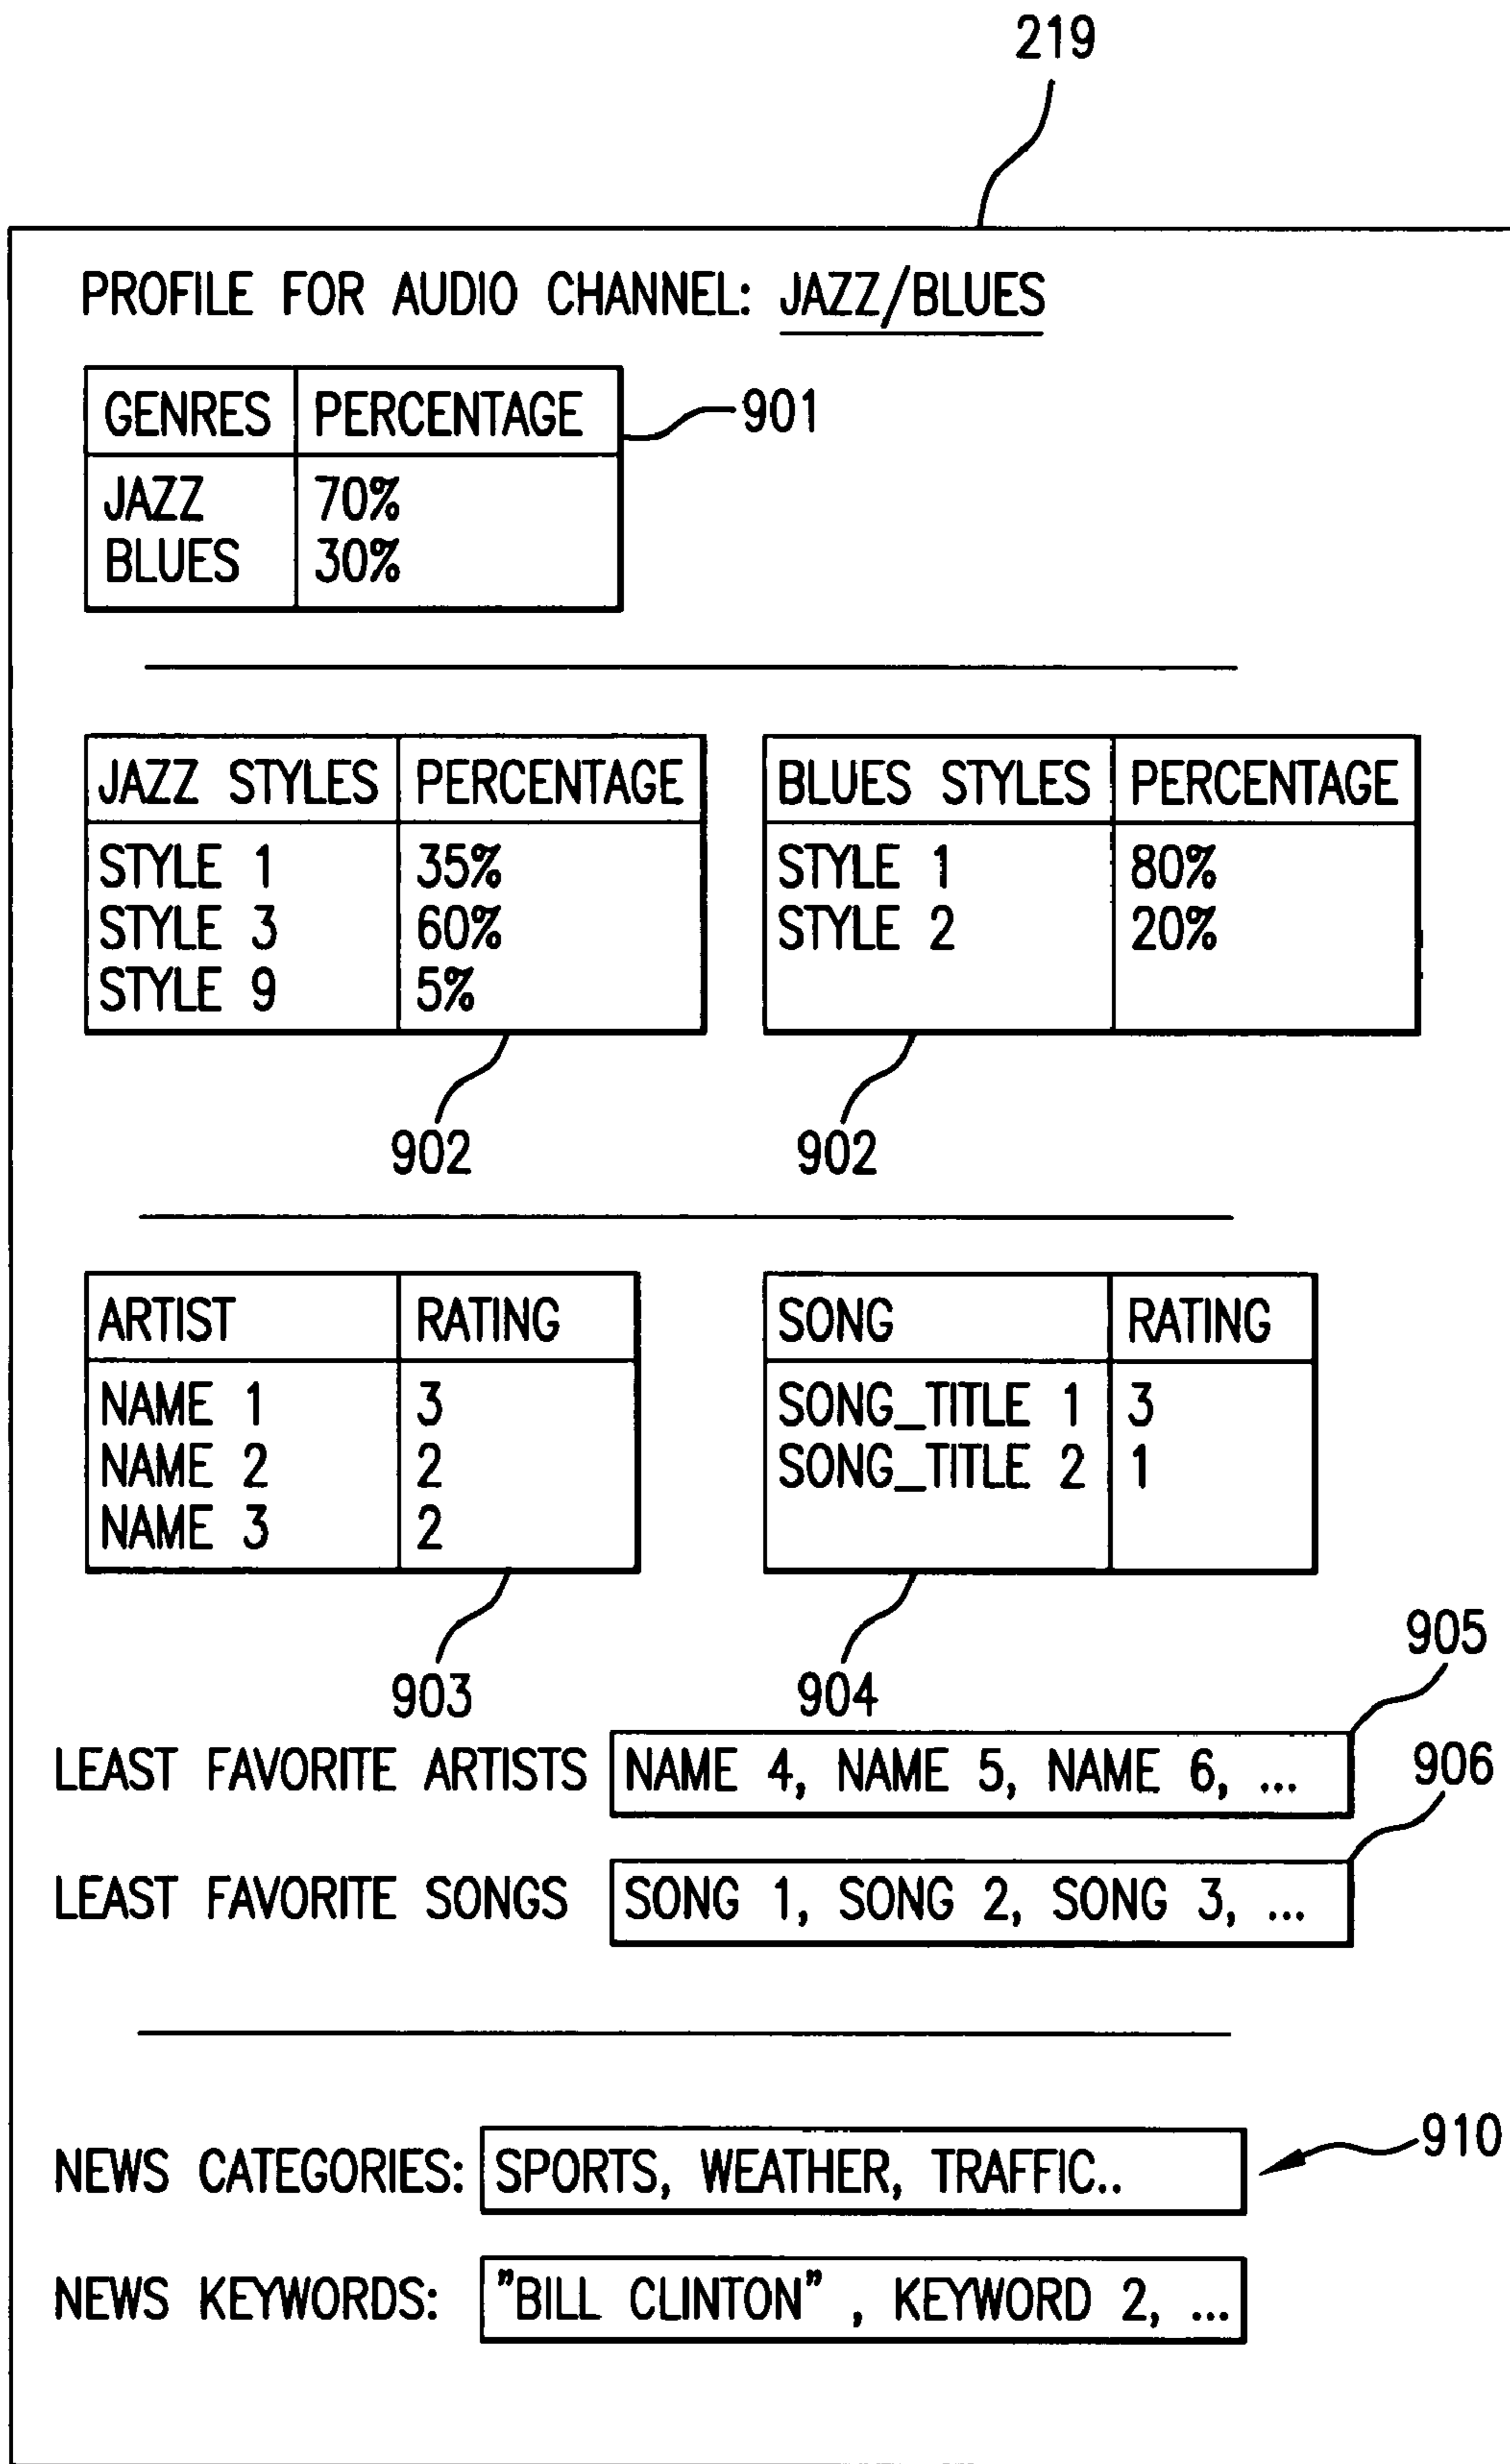 219
PROFILE FOR AUDIO CHANNEL: JAZZ/BLUES
GENRES PERCENTAGE
901
JAZZ 70%
BLUES 30%
JAZZ STYLES PERCENTAGE BLUES STYLES PERCENTAGE
STYLE 1 35% STYLE 1 80%
STYLE 3 60% STYLE 2 20%
STYLE 9 5%
902 902
ARTIST RATING SONG RATING
NAME 1 3 SONG_TITLE 1 3
NAME 2 2 SONG_TITLE 2 1
NAME 3 2
905
903 904
LEAST FAVORITE ARTISTS NAME 4, NAME 5, NAME 6, ...
906
LEAST FAVORITE SONGS SONG 1, SONG 2, SONG 3, ...
NEWS CATEGORIES: SPORTS, WEATHER, TRAFFIC..
910
NEWS KEYWORDS: "BILL CLINTON" , KEYWORD 2, ...